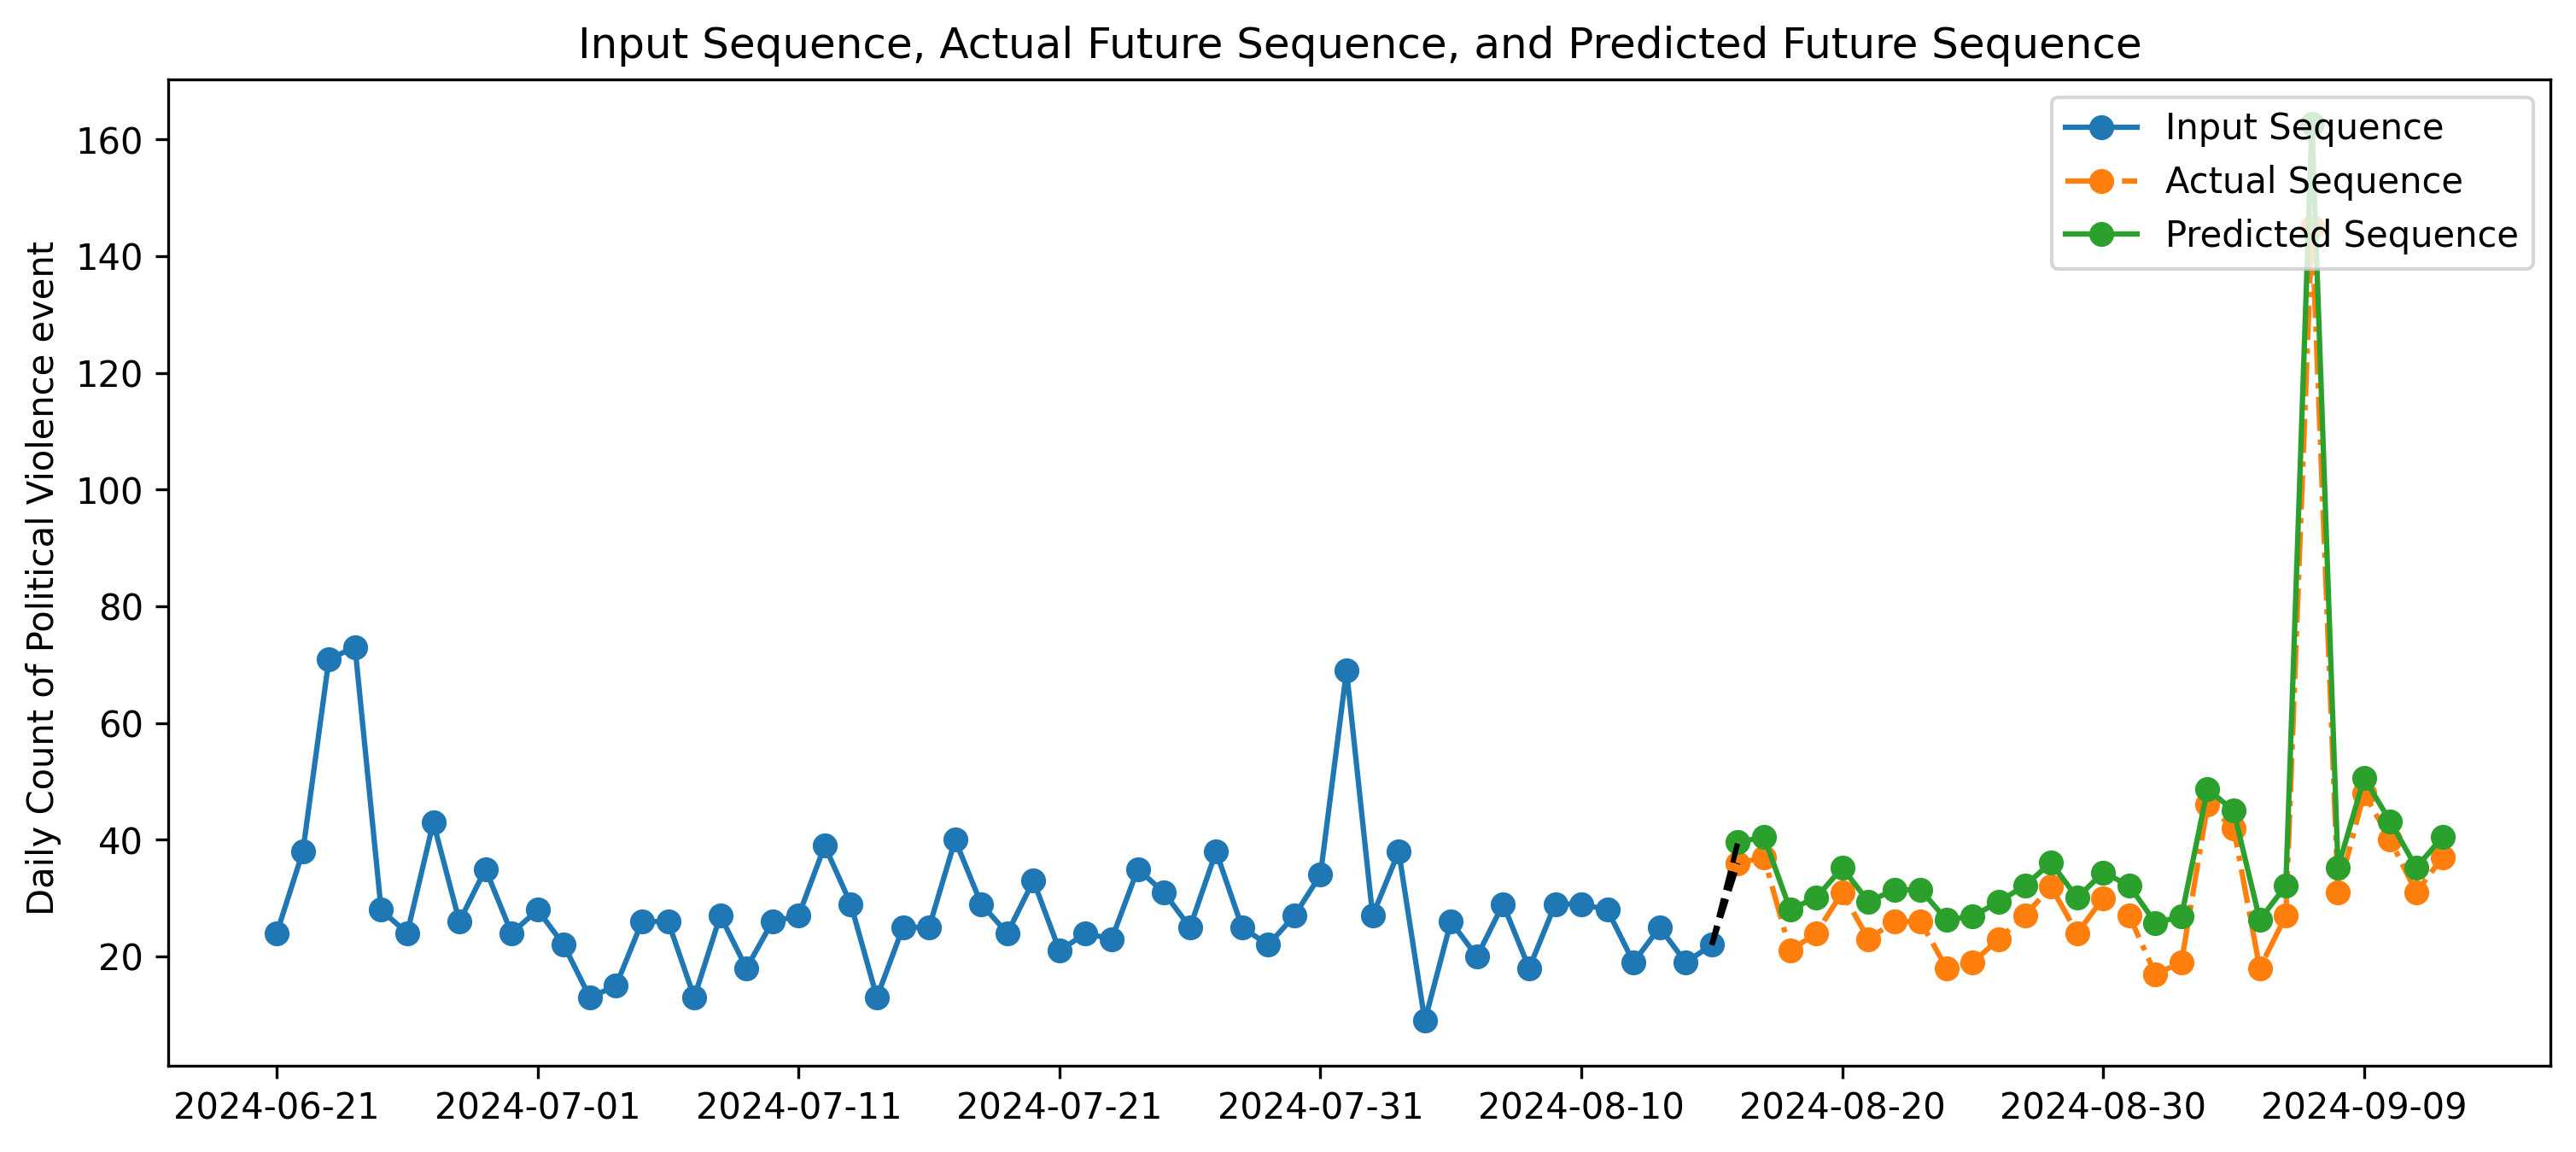 Input Sequence, Actual Future Sequence, and Predicted Future Sequence
Daily Count of Political Violence event
160
140
120
100
80
60
40
20
Input Sequence
Actual Sequence
Predicted Sequence
2024-06-21 2024-07-01 2024-07-11 2024-07-21 2024-07-31 2024-08-10 2024-08-20 2024-08-30 2024-09-09